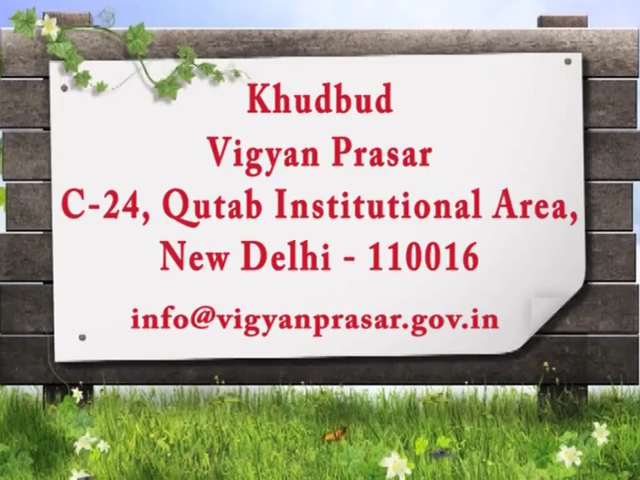 Khudbud
Vigyan Prasar
C-24, Qutab Institutional Area,
New Delhi - 110016
info@vigyanprasar.gov.in